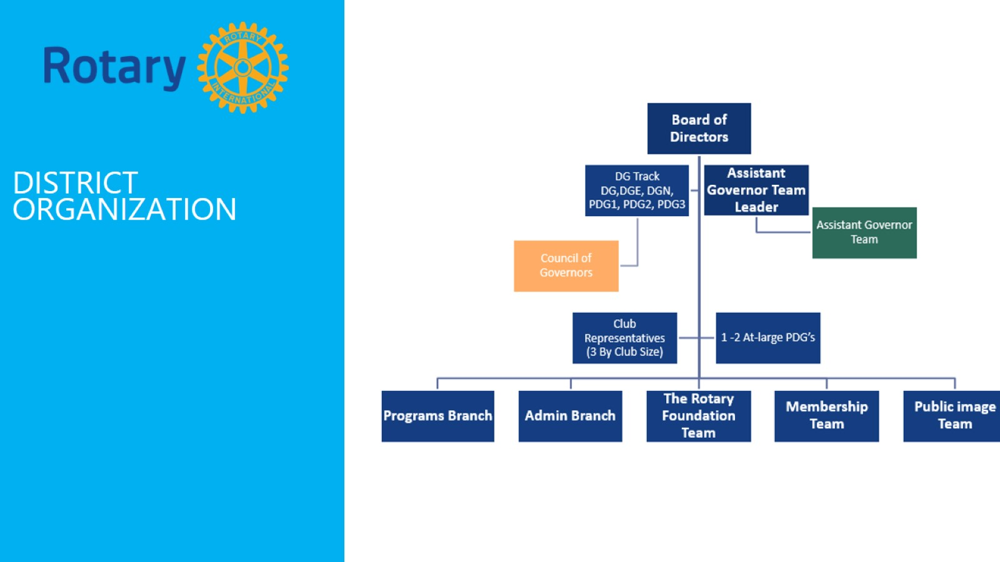 Rotary
ROTARY
INTERNATIONAL
DISTRICT
ORGANIZATION
Board of
Directors
DG Track
DG,DGE, DGN,
PDG1, PDG2, PDG3
Assistant
Governor Team
Leader
Assistant Governor
Team
Council of
Governors
Club
Representatives
(3 By Club Size)
1 -2 At-large PDG’s
Programs Branch
Admin Branch
The Rotary
Foundation
Team
Membership
Team
Public image
Team